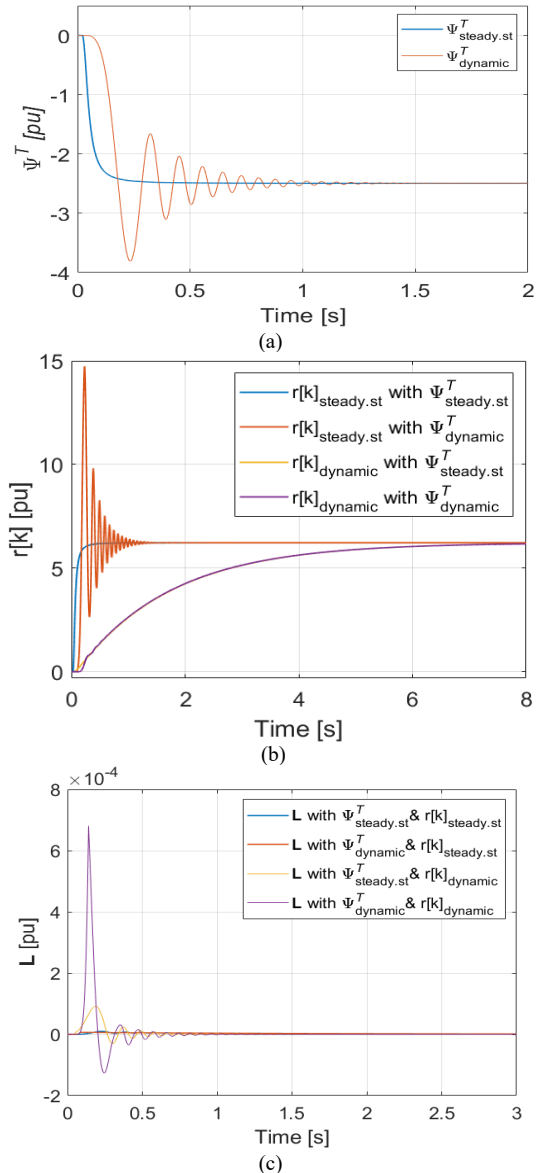 0
-1
-2
-3
-4
Ψ^T [pu]
Ψ^T_steady.st
Ψ^T_dynamic
0 0.5 1 1.5 2
Time [s]
(a)
15
10
5
0
r[k] [pu]
r[k]_steady.st with Ψ^T_steady.st
r[k]_steady.st with Ψ^T_dynamic
r[k]_dynamic with Ψ^T_steady.st
r[k]_dynamic with Ψ^T_dynamic
0 2 4 6 8
Time [s]
(b)
× 10^-4
8
6
4
2
0
-2
L [pu]
L with Ψ^T_steady.st & r[k]_steady.st
L with Ψ^T_dynamic & r[k]_steady.st
L with Ψ^T_steady.st & r[k]_dynamic
L with Ψ^T_dynamic & r[k]_dynamic
0 0.5 1 1.5 2 2.5 3
Time [s]
(c)